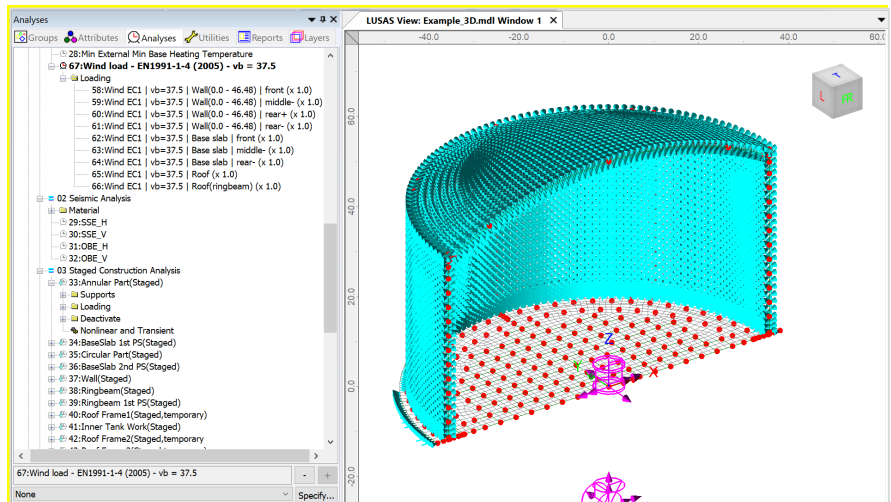 Analyses
Groups Attributes Analyses Utilities Reports Layers
28:Min External Min Base Heating Temperature
67:Wind load - EN1991-1-4 (2005) - vb = 37.5
Loading
58:Wind EC1 | vb=37.5 | Wall(0.0 - 46.48) | front (x 1.0)
59:Wind EC1 | vb=37.5 | Wall(0.0 - 46.48) | middle- (x 1.0)
60:Wind EC1 | vb=37.5 | Wall(0.0 - 46.48) | rear+ (x 1.0)
61:Wind EC1 | vb=37.5 | Wall(0.0 - 46.48) | rear- (x 1.0)
62:Wind EC1 | vb=37.5 | Base slab | front (x 1.0)
63:Wind EC1 | vb=37.5 | Base slab | middle- (x 1.0)
64:Wind EC1 | vb=37.5 | Base slab | rear- (x 1.0)
65:Wind EC1 | vb=37.5 | Roof (x 1.0)
66:Wind EC1 | vb=37.5 | Roof(ringbeam) (x 1.0)
02 Seismic Analysis
Material
29:SSE_H
30:SSE_V
31:OBE_H
32:OBE_V
03 Staged Construction Analysis
33:Annular Part(Staged)
Supports
Loading
Deactivate
Nonlinear and Transient
34:BaseSlab 1st PS(Staged)
35:Circular Part(Staged)
36:BaseSlab 2nd PS(Staged)
37:Wall(Staged)
38:Ringbeam(Staged)
39:Ringbeam 1st PS(Staged)
40:Roof Frame1(Staged,temporary)
41:Inner Tank Work(Staged)
42:Roof Frame2(Staged,temporary
67:Wind load - EN1991-1-4 (2005) - vb = 37.5
- +
None
Specify...
LUSAS View: Example_3D.mdl Window 1
-40.0 -20.0 0.0 20.0 40.0 60.0
60.0
40.0
20.0
0.0
-20.0
Z
X
L